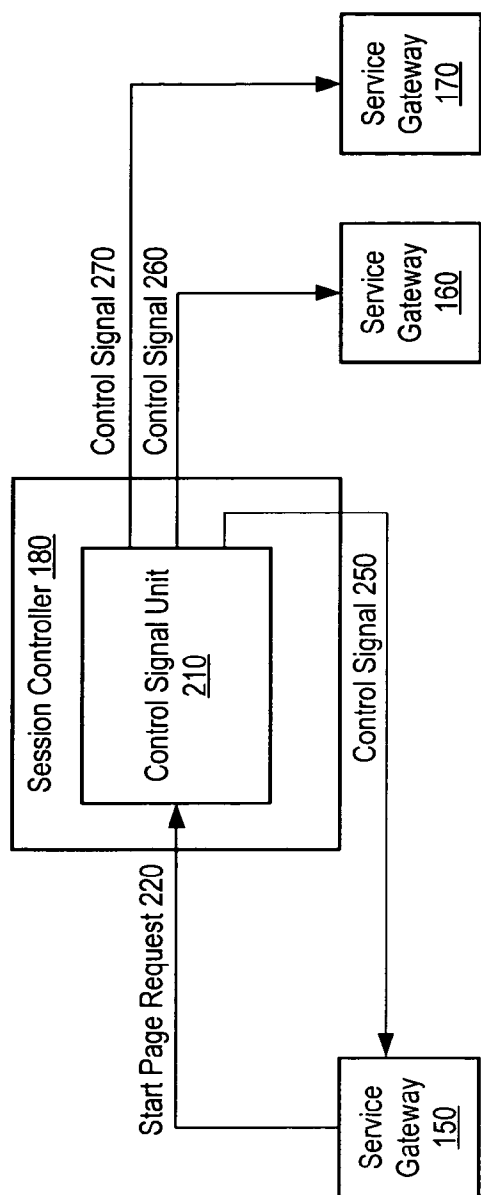 Session Controller 180
Control Signal Unit
210
Start Page Request 220
Control Signal 270
Control Signal 260
Control Signal 250
Service
Gateway
150
Service
Gateway
160
Service
Gateway
170